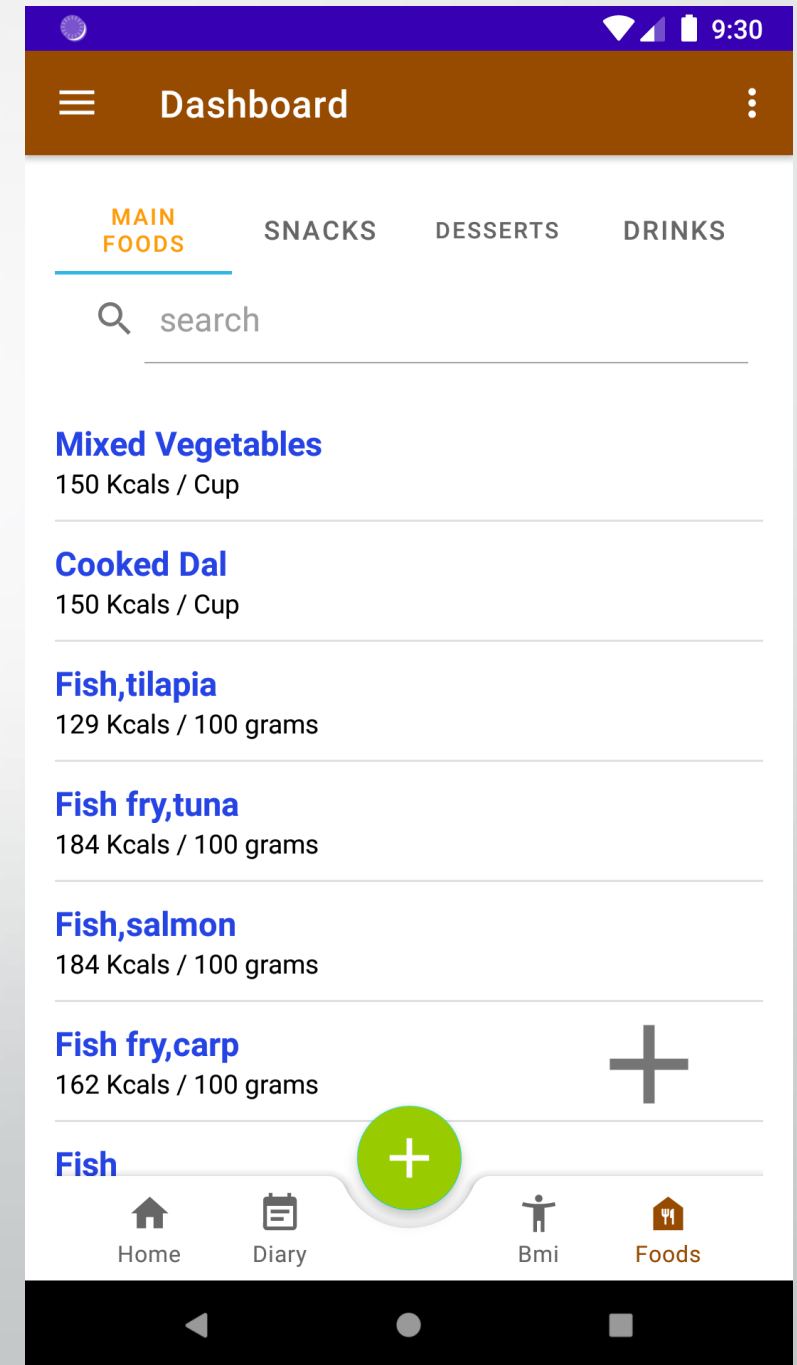 9:30
Dashboard
MAIN
FOODS
SNACKS
DESSERTS
DRINKS
search
Mixed Vegetables
150 Kcals / Cup
Cooked Dal
150 Kcals / Cup
Fish,tilapia
129 Kcals / 100 grams
Fish fry,tuna
184 Kcals / 100 grams
Fish,salmon
184 Kcals / 100 grams
Fish fry,carp
162 Kcals / 100 grams
Fish
Home
Diary
Bmi
Foods